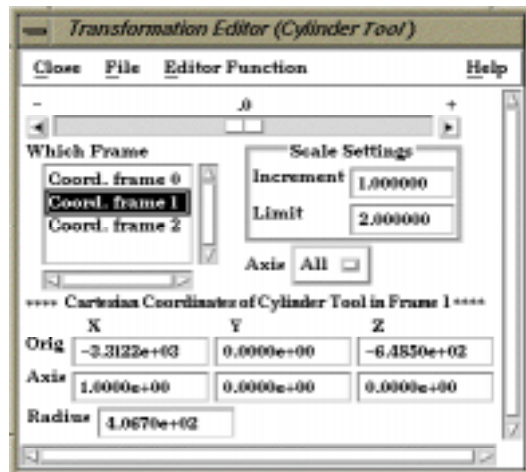 Transformation Editor (Cylinder Tool)
Close File Editor Function Help
- .0 +
Which Frame
Scale Settings
Coord. frame 0
Coord. frame 1
Coord. frame 2
Increment 1.000000
Limit 2.000000
Axis All
**** Cartesian Coordinates of Cylinder Tool in Frame 1 ****
X Y Z
Orig -3.3122e+03 0.0000e+00 -6.4850e+02
Axis 1.0000e+00 0.0000e+00 0.0000e+00
Radius 4.0670e+02